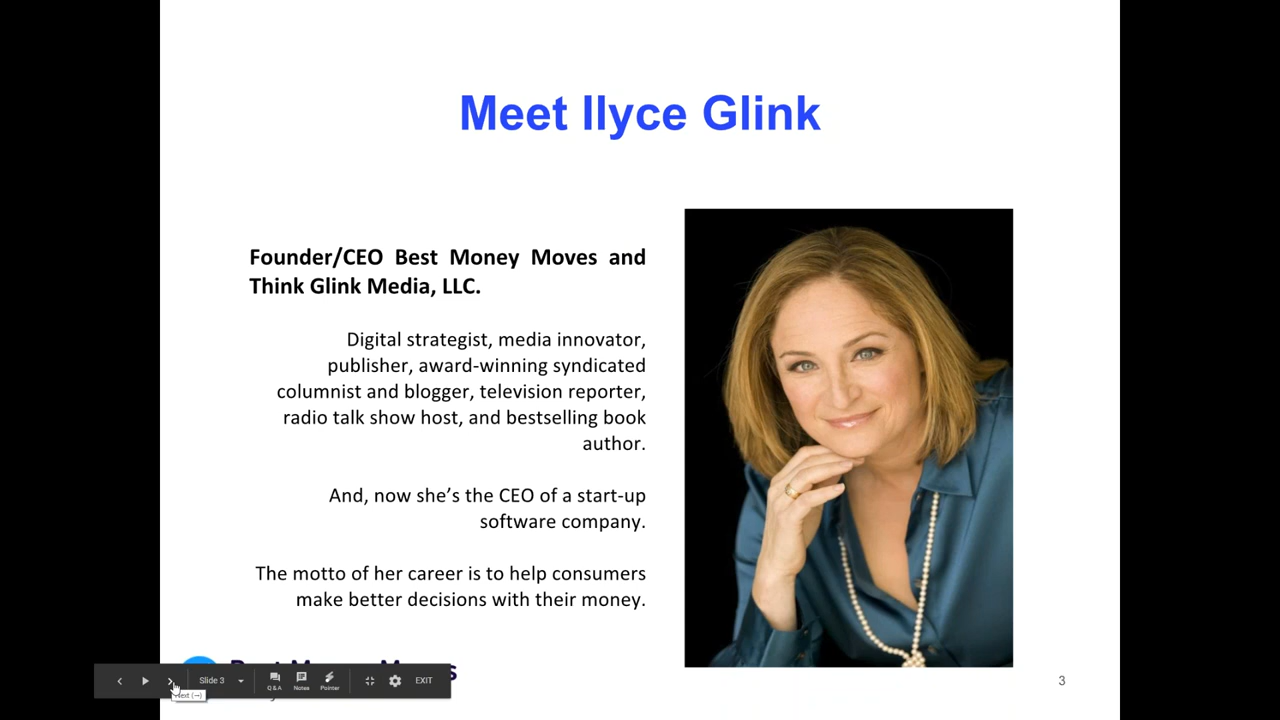 Meet Ilyce Glink
Founder/CEO Best Money Moves and
Think Glink Media, LLC.
Digital strategist, media innovator,
publisher, award-winning syndicated
columnist and blogger, television reporter,
radio talk show host, and bestselling book
author.
And, now she's the CEO of a start-up
software company.
The motto of her career is to help consumers
make better decisions with their money.
Slide 3
Q&A
Notes
Pointer
EXIT
Next (→)
3